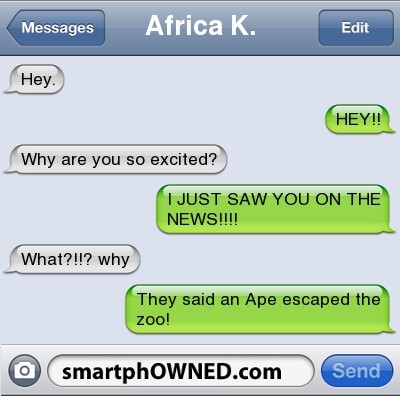 Messages
Africa K.
Edit
Hey.
HEY!!
Why are you so excited?
I JUST SAW YOU ON THE
NEWS!!!!
What?!!? why
They said an Ape escaped the
zoo!
smartphOWNED.com
Send